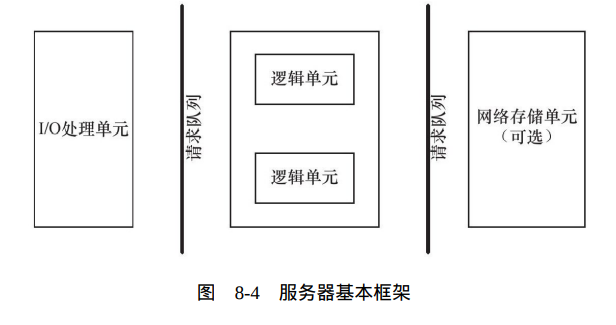 I/O处理单元
请求队列
逻辑单元
逻辑单元
请求队列
网络存储单元
（可选）
图 8-4 服务器基本框架